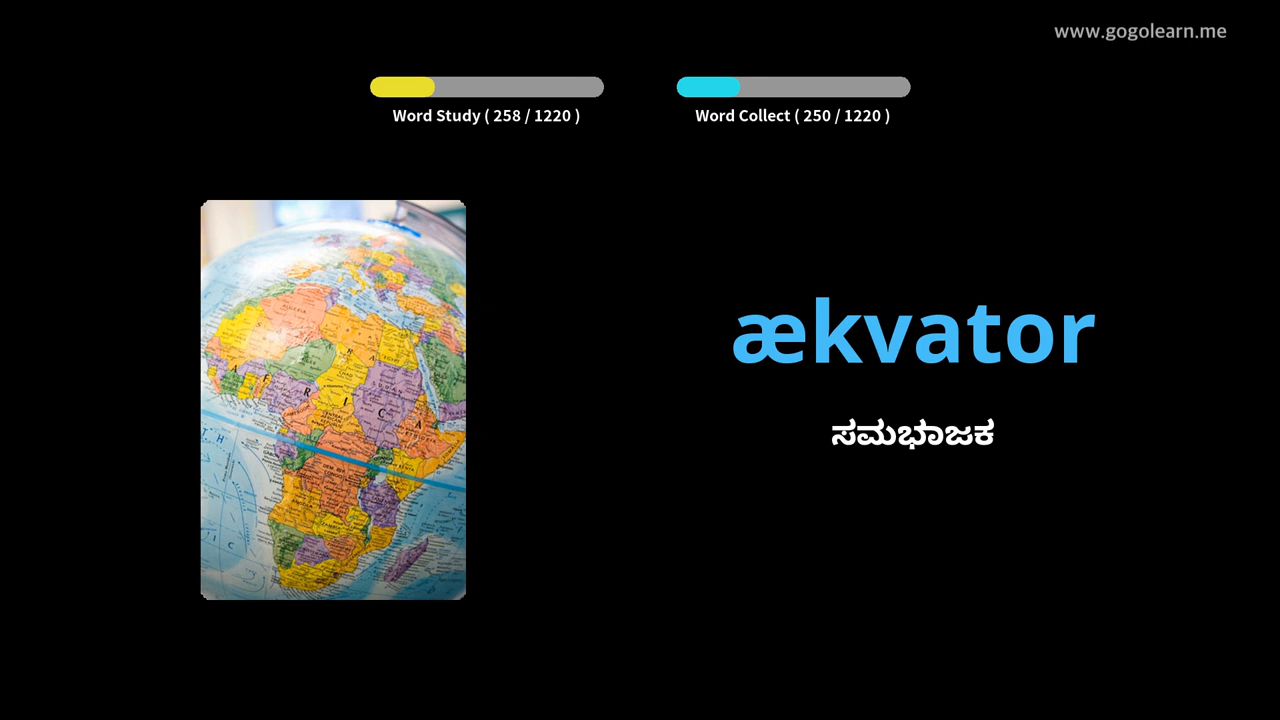 www.gogolearn.me
Word Study ( 258 / 1220 )
Word Collect ( 250 / 1220 )
ækvator
ಸಮಭಾಜಕ
A F R I C A